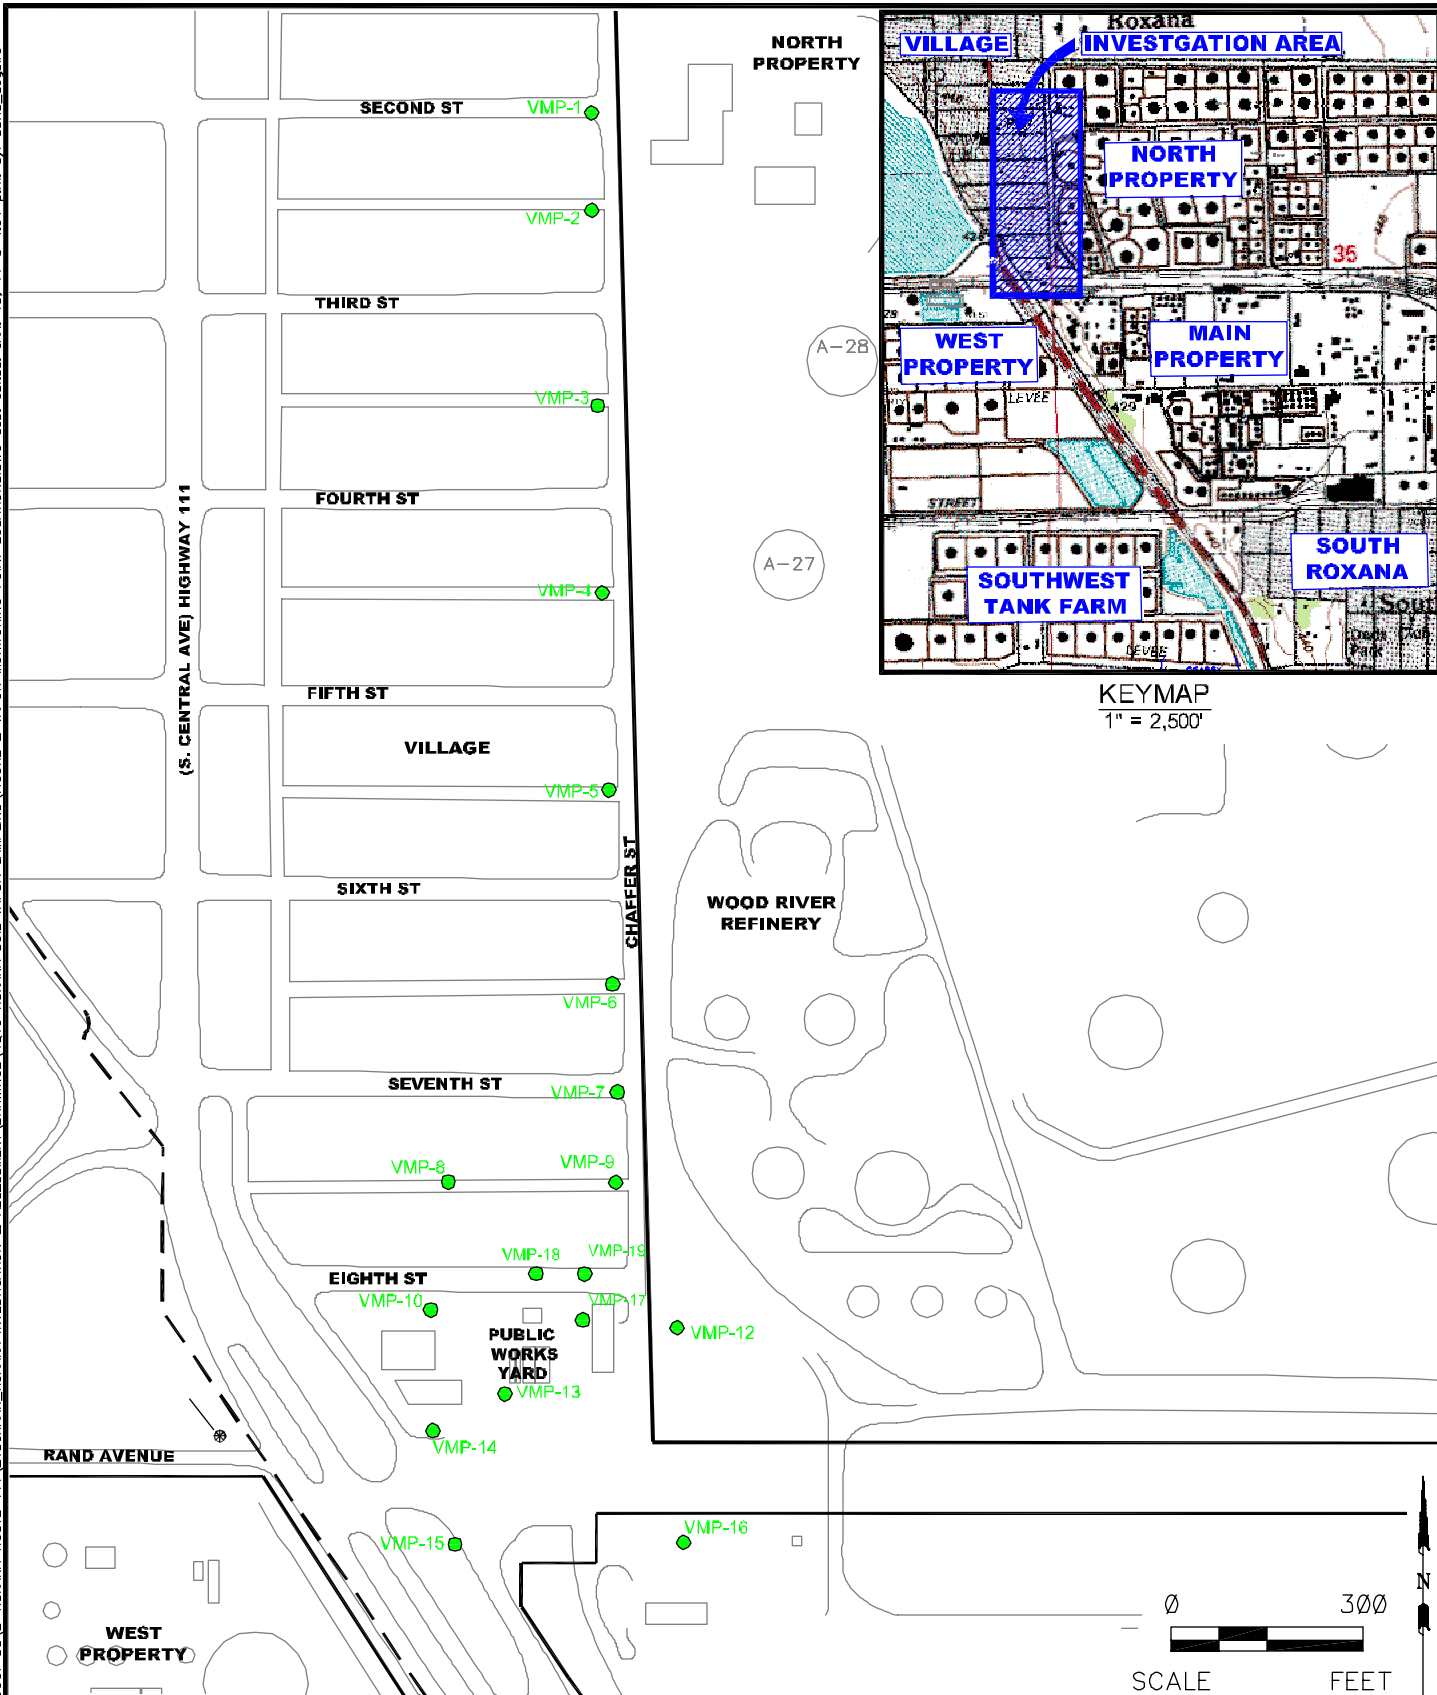 NORTH
PROPERTY
SECOND ST
VMP-1
VMP-2
THIRD ST
A-28
VMP-3
FOURTH ST
(S. CENTRAL AVE) HIGHWAY 111
A-27
VMP-4
FIFTH ST
VILLAGE
VMP-5
CHAFFER ST
SIXTH ST
WOOD RIVER
REFINERY
VMP-6
SEVENTH ST
VMP-7
VMP-8
VMP-9
VMP-18
VMP-19
EIGHTH ST
VMP-10
VMP-17
VMP-12
PUBLIC
WORKS
YARD
VMP-13
VMP-14
RAND AVENUE
VMP-15
VMP-16
WEST
PROPERTY
Roxana
VILLAGE
INVESTGATION AREA
NORTH
PROPERTY
35
WEST
PROPERTY
MAIN
PROPERTY
LEVEE
STREET
SOUTH
ROXANA
SOUTHWEST
TANK FARM
Sout
LEVEE
Park
KEYMAP
1" = 2,500'
N
0 300
SCALE FEET